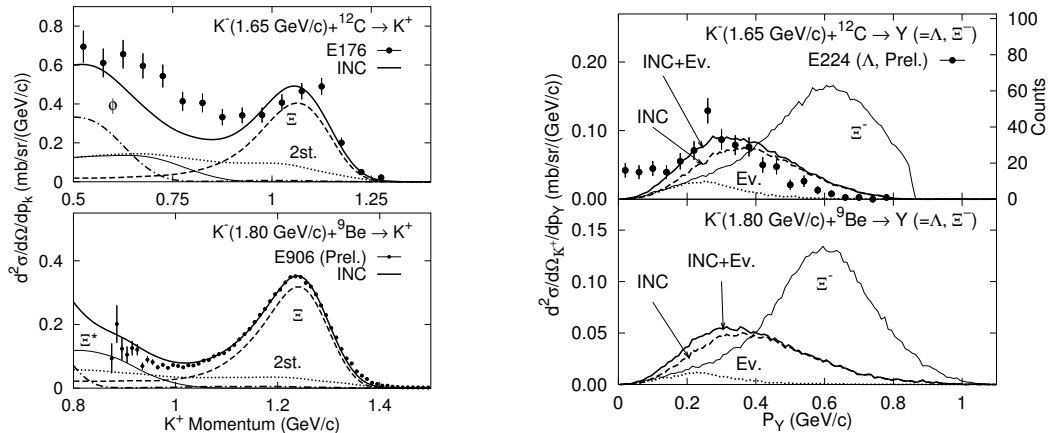 K⁻(1.65 GeV/c)+¹²C → K⁺
E176
INC
ϕ
Ξ
2st.
0.8
0.6
0.4
0.2
0
0.5 0.75 1 1.25
K⁻(1.80 GeV/c)+⁹Be → K⁺
E906 (Prel.)
INC
Ξ*
Ξ
2st.
0.4
0.2
0
0.8 1 1.2 1.4
K⁺ Momentum (GeV/c)
d²σ/dΩ/dpₖ (mb/sr/(GeV/c))
K⁻(1.65 GeV/c)+¹²C → Y (=Λ, Ξ⁻)
E224 (Λ, Prel.)
INC+Ev.
INC
Ξ⁻
Ev.
0.20
0.10
0.00
100
80
60
40
20
0
Counts
K⁻(1.80 GeV/c)+⁹Be → Y (=Λ, Ξ⁻)
INC+Ev.
INC
Ξ⁻
Ev.
0.15
0.10
0.05
0.00
0 0.2 0.4 0.6 0.8 1
P_Y (GeV/c)
d²σ/dΩ_K⁺/dp_Y (mb/sr/(GeV/c))